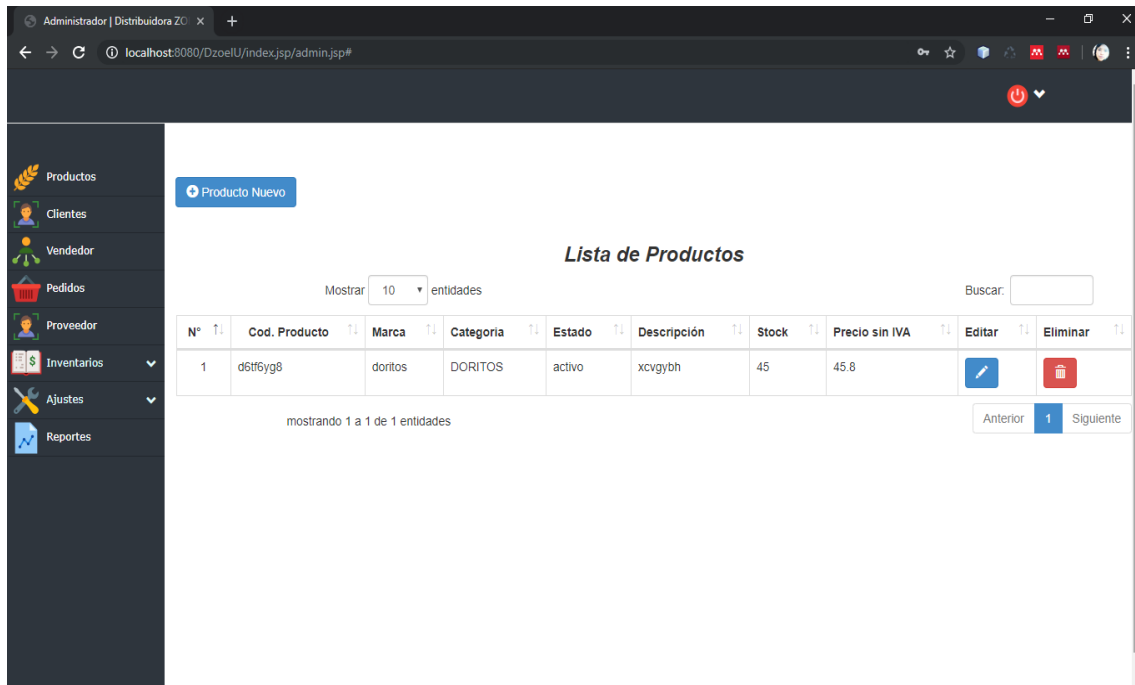 Administrador | Distribuidora ZO
localhost:8080/DzoeIU/index.jsp/admin.jsp#
Productos
Clientes
Vendedor
Pedidos
Proveedor
Inventarios
Ajustes
Reportes
Producto Nuevo
Lista de Productos
Mostrar 10 entidades Buscar:
N° Cod. Producto Marca Categoria Estado Descripción Stock Precio sin IVA Editar Eliminar
1 d6tf6yg8 doritos DORITOS activo xcvgybh 45 45.8
mostrando 1 a 1 de 1 entidades Anterior 1 Siguiente